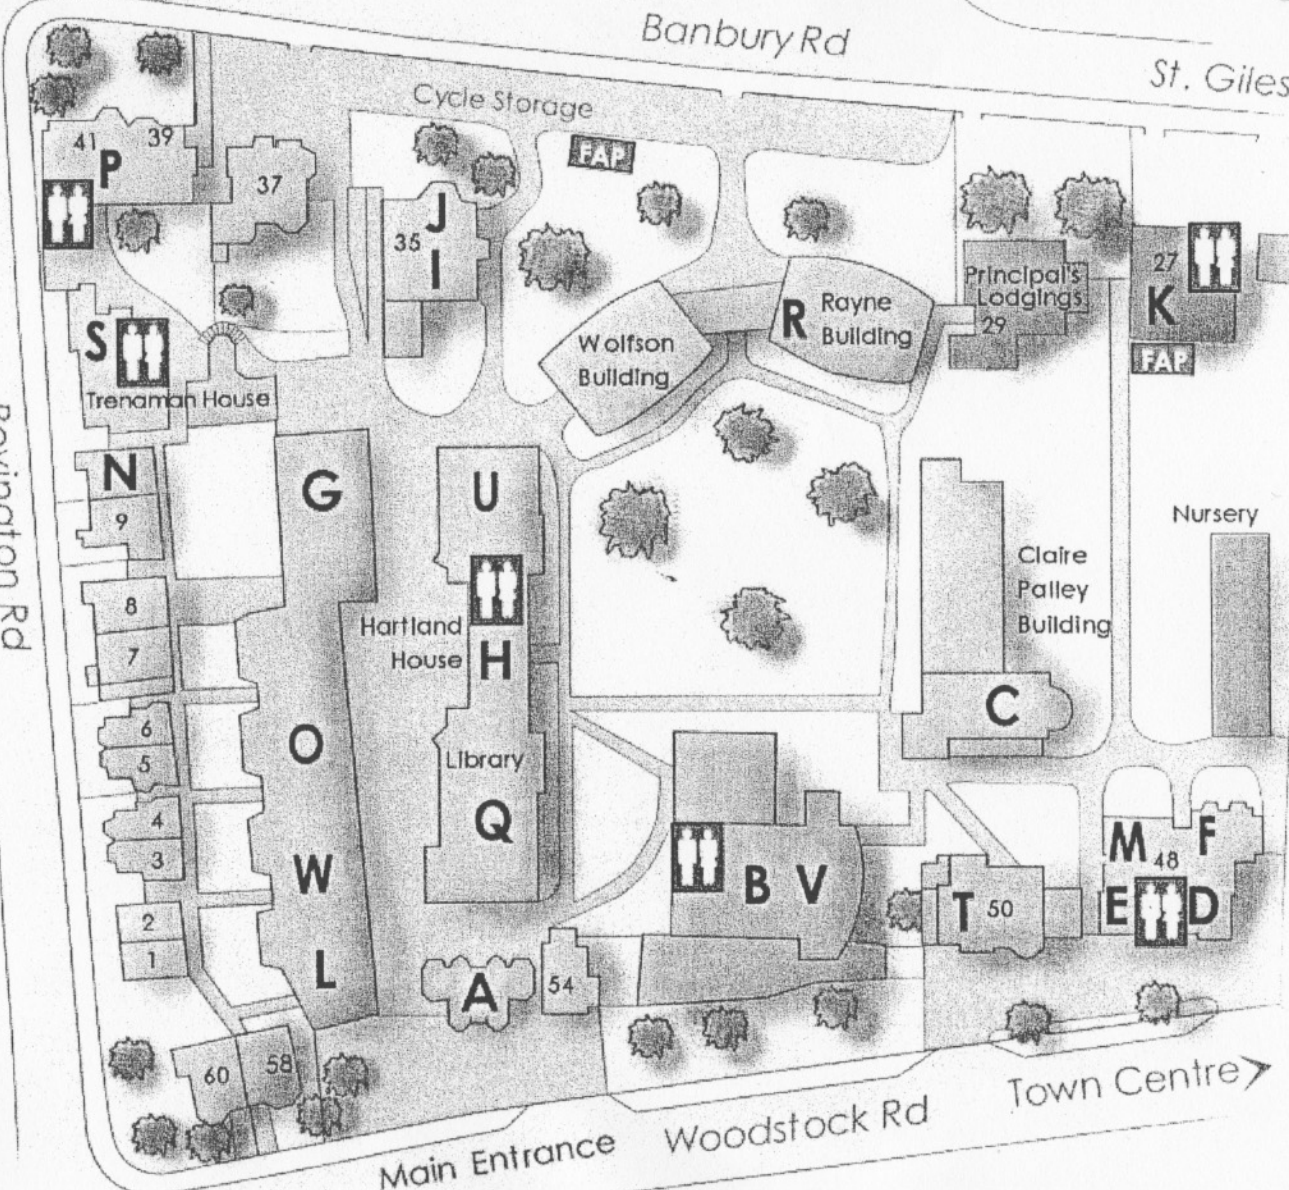 Banbury Rd
St. Giles
Cycle Storage
FAP
41
39
P
37
J
35
I
Principal's
Lodgings
29
27
K
FAP
R
Rayne
Building
Wolfson
Building
S
Trenaman House
N
9
G
U
Nursery
8
7
Claire
Palley
Building
Hartland
House
H
Bevington Rd
6
5
O
C
Library
4
3
Q
W
M
F
48
B
V
2
1
T
50
E
D
L
A
54
60
58
Town Centre
Woodstock Rd
Main Entrance